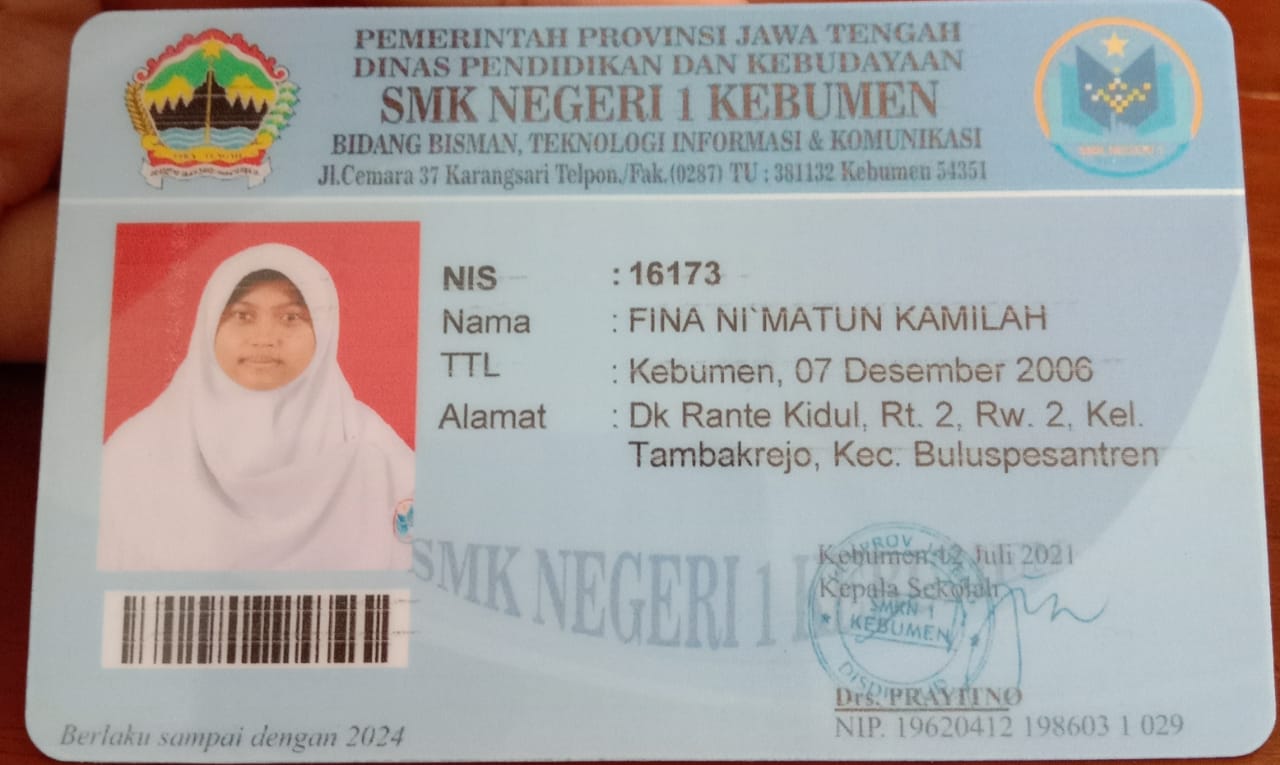 PEMERINTAH PROVINSI JAWA TENGAH
DINAS PENDIDIKAN DAN KEBUDAYAAN
SMK NEGERI 1 KEBUMEN
BIDANG BISMAN, TEKNOLOGI INFORMASI & KOMUNIKASI
Jl.Cemara 37 Karangsari Telpon./Fak.(0287) TU : 381132 Kebumen 54351
JAWA TENGAH
SMK NEGERI 1
NIS : 16173
Nama : FINA NI`MATUN KAMILAH
TTL : Kebumen, 07 Desember 2006
Alamat : Dk Rante Kidul, Rt. 2, Rw. 2, Kel.
Tambakrejo, Kec. Buluspesantren
SMK NEGERI 1
Kebumen 12 Juli 2021
Kepala Sekolah
SMKN 1
KEBUMEN
Drs. PRAYITNO
NIP. 19620412 198603 1 029
Berlaku sampai dengan 2024